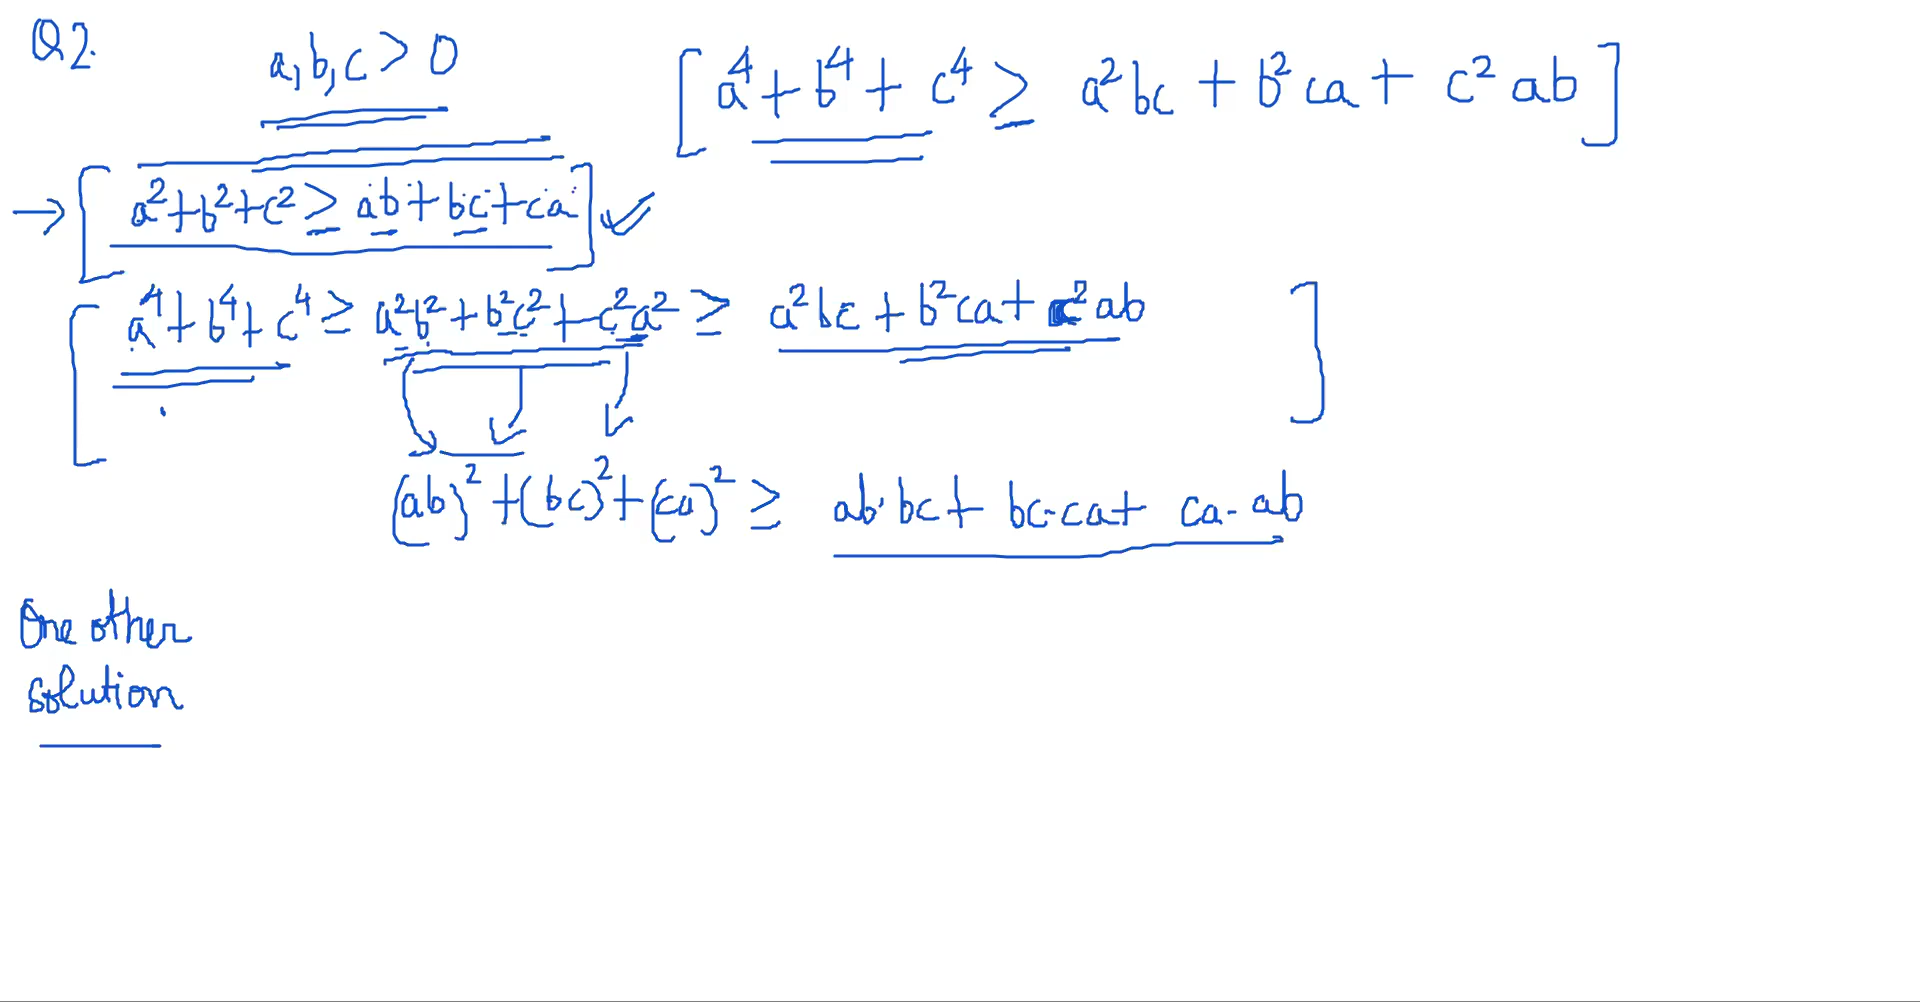 Q2.
a,b,c > 0 [a⁴ + b⁴ + c⁴ ≥ a²bc + b²ca + c²ab]
→ [a²+b²+c² ≥ ab+bc+ca] ✓
[a⁴ + b⁴ + c⁴ ≥ a²b² + b²c² + c²a² ≥ a²bc + b²ca + c²ab]
(ab)² + (bc)² + (ca)² ≥ ab·bc + bc·ca + ca·ab
One other
solution